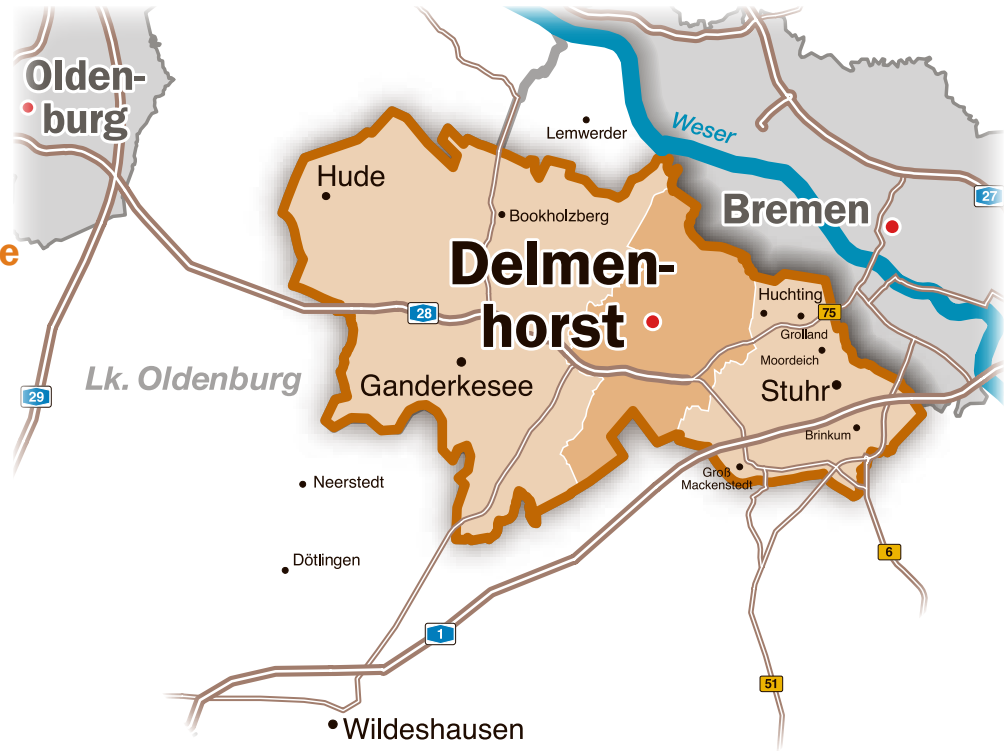 Olden-
burg
Lemwerder
Weser
Hude
27
Bremen
Bookholzberg
e
Delmen-
horst
Huchting
75
28
Grolland
Moordeich
Ganderkesee
Lk. Oldenburg
Stuhr
29
Brinkum
Groß
Mackenstedt
Neerstedt
6
Dötlingen
1
51
Wildeshausen